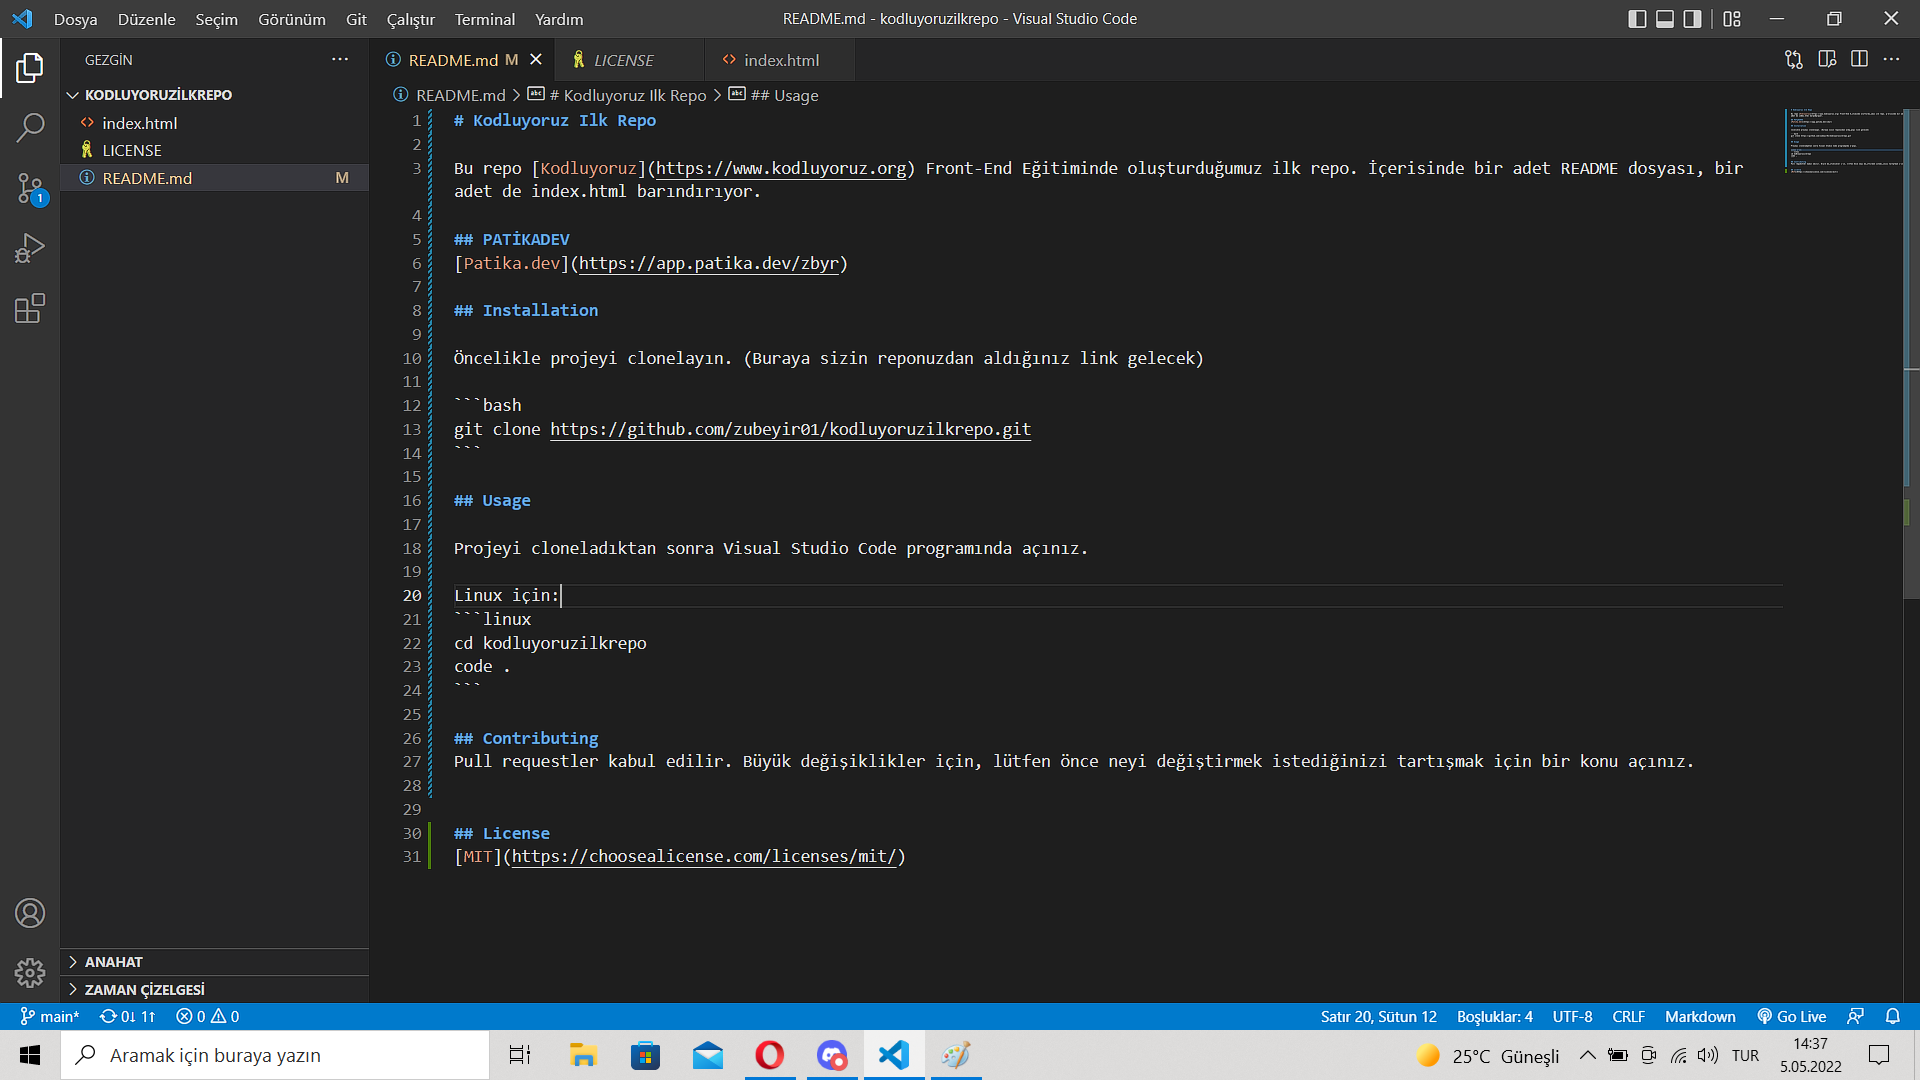 Dosya Düzenle Seçim Görünüm Git Çalıştır Terminal Yardım
README.md - kodluyoruzilkrepo - Visual Studio Code
GEZGİN
README.md M
LICENSE
index.html
KODLUYORUZİLKREPO
index.html
LICENSE
README.md M
1
README.md > # Kodluyoruz Ilk Repo > ## Usage
1 # Kodluyoruz Ilk Repo
2
3 Bu repo [Kodluyoruz](https://www.kodluyoruz.org) Front-End Eğitiminde oluşturduğumuz ilk repo. İçerisinde bir adet README dosyası, bir
adet de index.html barındırıyor.
4
5 ## PATİKADEV
6 [Patika.dev](https://app.patika.dev/zbyr)
7
8 ## Installation
9
10 Öncelikle projeyi clonelayın. (Buraya sizin reponuzdan aldığınız link gelecek)
11
12 ```bash
13 git clone https://github.com/zubeyir01/kodluyoruzilkrepo.git
14 ```
15
16 ## Usage
17
18 Projeyi cloneladıktan sonra Visual Studio Code programında açınız.
19
20 Linux için:
21 ```linux
22 cd kodluyoruzilkrepo
23 code .
24 ```
25
26 ## Contributing
27 Pull requestler kabul edilir. Büyük değişiklikler için, lütfen önce neyi değiştirmek istediğinizi tartışmak için bir konu açınız.
28
29
30 ## License
31 [MIT](https://choosealicense.com/licenses/mit/)
ANAHAT
ZAMAN ÇİZELGESİ
main* 0↓ 1↑ 0 0
Satır 20, Sütun 12 Boşluklar: 4 UTF-8 CRLF Markdown Go Live
Aramak için buraya yazın
25°C Güneşli
TUR
14:37
5.05.2022